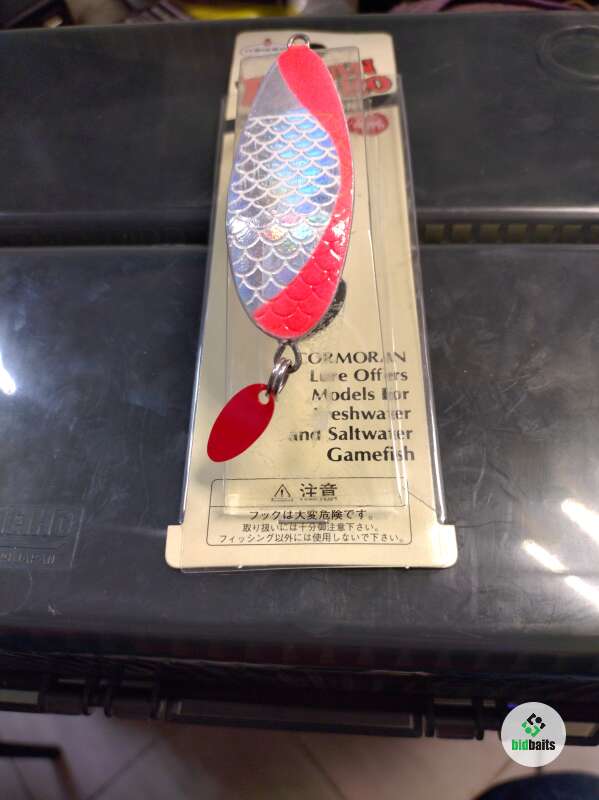 CORMORAN
Lure Offers
Models For
Freshwater
and Saltwater
Gamefish
⚠ 注意
フックは大変危険です。
取り扱いには十分御注意下さい。
フィッシング以外には使用しないで下さい。
bidbaits